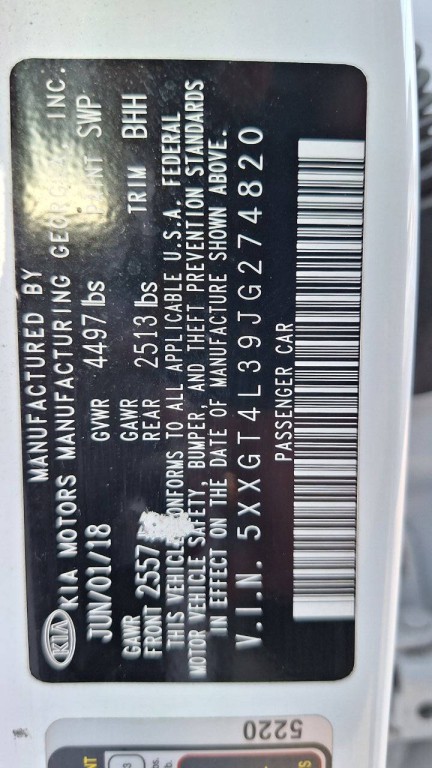 MANUFACTURED BY
KIA KIA MOTORS MANUFACTURING INC.
JUN/01/18 GVWR 4497 lbs PAINT SWP
GAWR FRONT 2557 GAWR REAR 2513 lbs TRIM BHH
THIS VEHICLE CONFORMS TO ALL APPLICABLE U.S.A. FEDERAL
MOTOR VEHICLE SAFETY, BUMPER, AND THEFT PREVENTION STANDARDS
IN EFFECT ON THE DATE OF MANUFACTURE SHOWN ABOVE.
V.I.N. 5XXGT4L39JG274820
PASSENGER CAR
5220